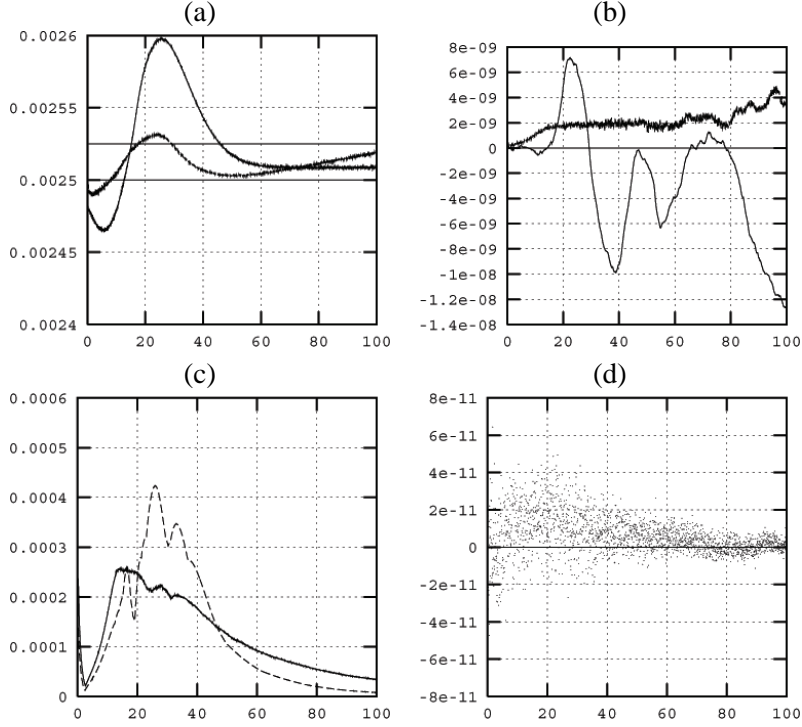 (a)
0.0026
0.00255
0.0025
0.00245
0.0024
0 20 40 60 80 100
(b)
8e-09
6e-09
4e-09
2e-09
0
-2e-09
-4e-09
-6e-09
-8e-09
-1e-08
-1.2e-08
-1.4e-08
0 20 40 60 80 100
(c)
0.0006
0.0005
0.0004
0.0003
0.0002
0.0001
0
0 20 40 60 80 100
(d)
8e-11
6e-11
4e-11
2e-11
0
-2e-11
-4e-11
-6e-11
-8e-11
0 20 40 60 80 100